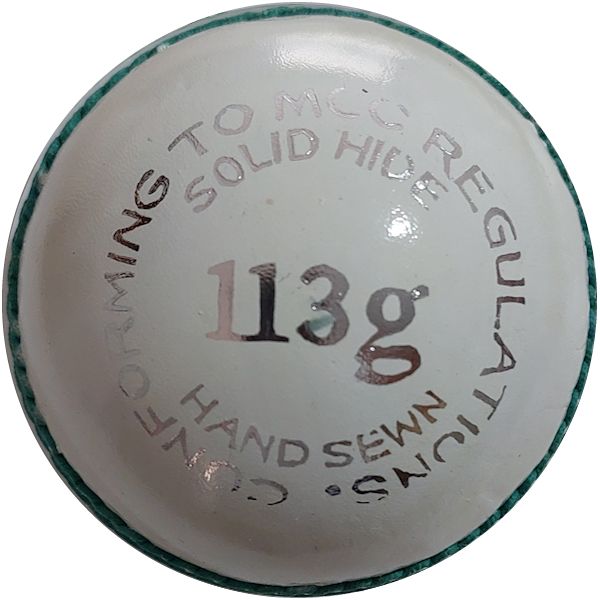 CONFORMING TO MCC REGULATIONS.
SOLID HIDE
113g
HAND SEWN